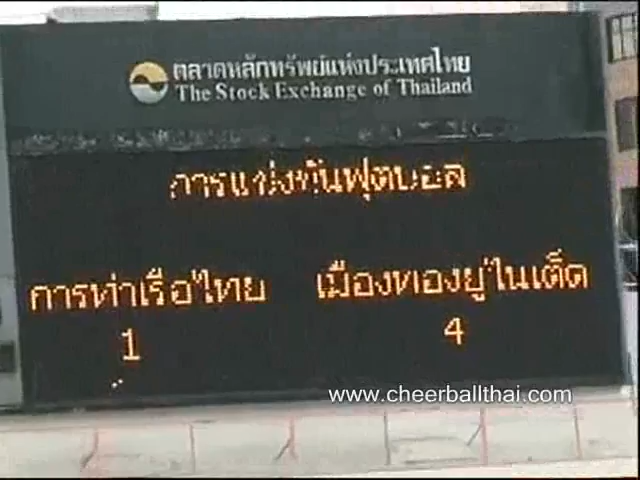 ตลาดหลักทรัพย์แห่งประเทศไทย
The Stock Exchange of Thailand
การแข่งขันฟุตบอล
การท่าเรือไทย เมืองทองยูไนเต็ด
1 4
www.cheerballthai.com